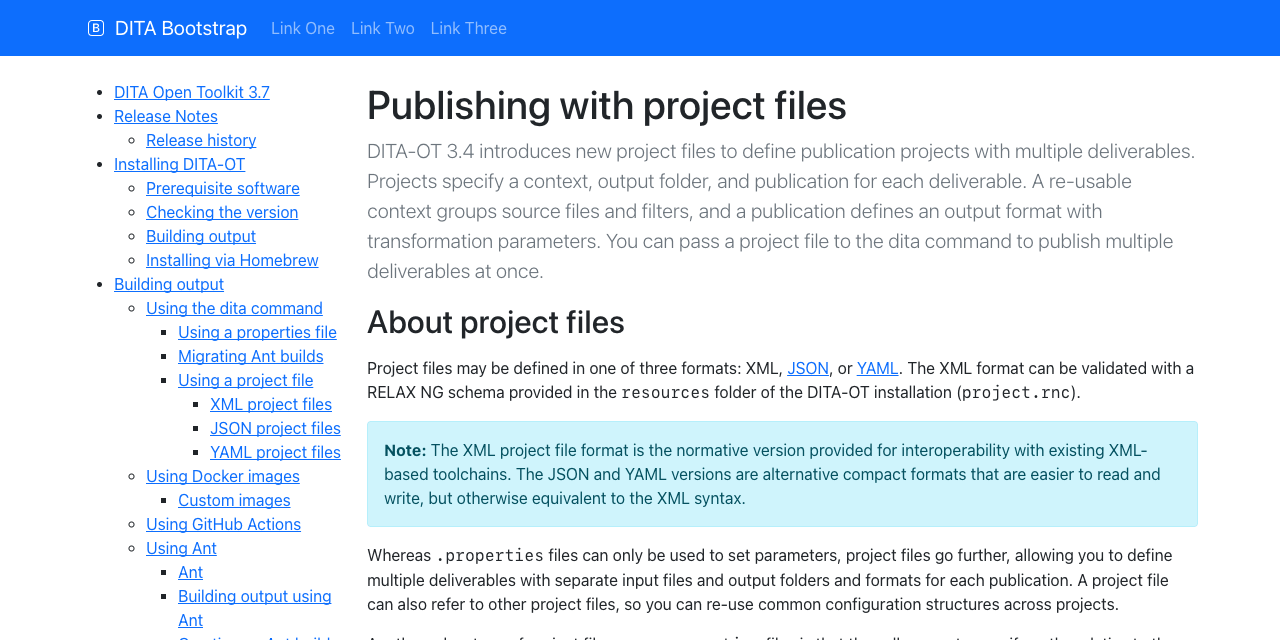 B DITA Bootstrap Link One Link Two Link Three
DITA Open Toolkit 3.7
Release Notes
Release history
Installing DITA-OT
Prerequisite software
Checking the version
Building output
Installing via Homebrew
Building output
Using the dita command
Using a properties file
Migrating Ant builds
Using a project file
XML project files
JSON project files
YAML project files
Using Docker images
Custom images
Using GitHub Actions
Using Ant
Ant
Building output using
Ant
Publishing with project files
DITA-OT 3.4 introduces new project files to define publication projects with multiple deliverables.
Projects specify a context, output folder, and publication for each deliverable. A re-usable
context groups source files and filters, and a publication defines an output format with
transformation parameters. You can pass a project file to the dita command to publish multiple
deliverables at once.
About project files
Project files may be defined in one of three formats: XML, JSON, or YAML. The XML format can be validated with a
RELAX NG schema provided in the resources folder of the DITA-OT installation (project.rnc).
Note: The XML project file format is the normative version provided for interoperability with existing XML-
based toolchains. The JSON and YAML versions are alternative compact formats that are easier to read and
write, but otherwise equivalent to the XML syntax.
Whereas .properties files can only be used to set parameters, project files go further, allowing you to define
multiple deliverables with separate input files and output folders and formats for each publication. A project file
can also refer to other project files, so you can re-use common configuration structures across projects.